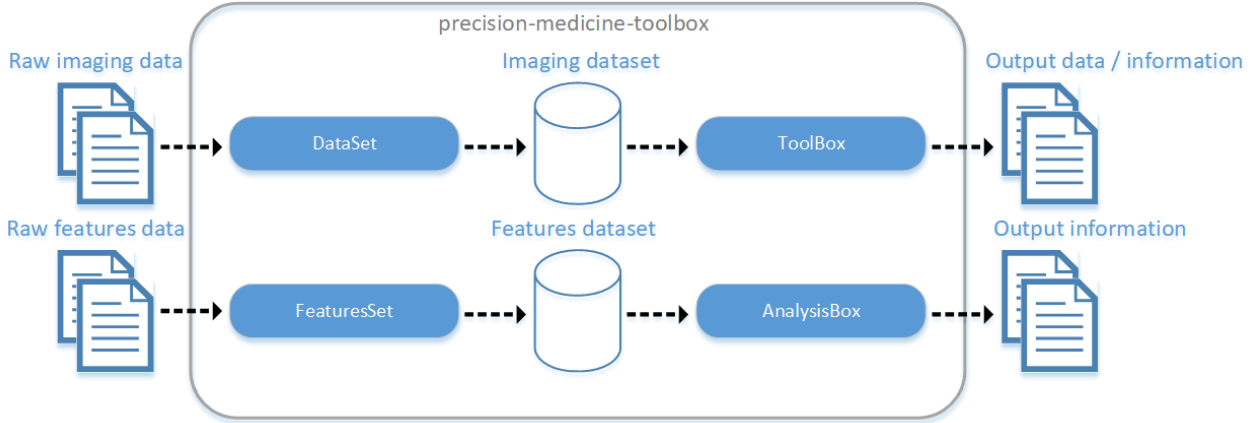 precision-medicine-toolbox
Raw imaging data
Imaging dataset
Output data / information
DataSet
ToolBox
Raw features data
Features dataset
Output information
FeaturesSet
AnalysisBox